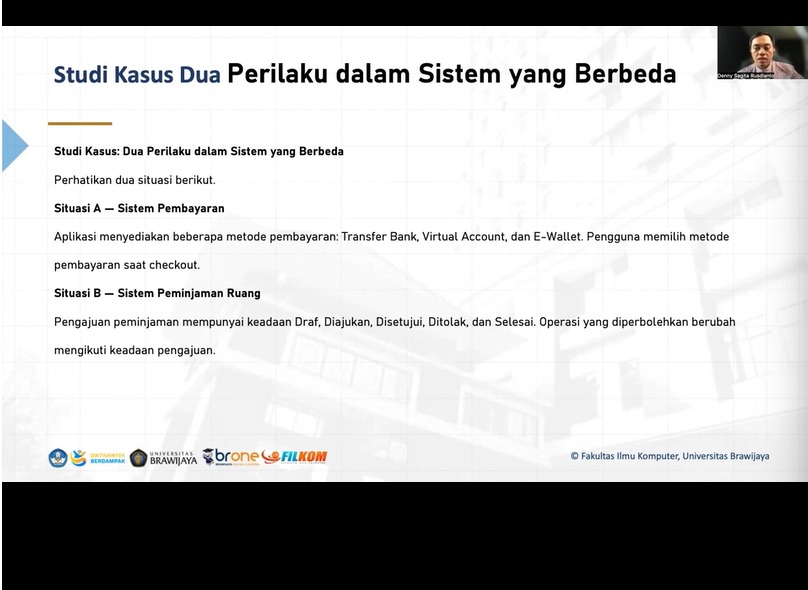 Denny Sagita Rusdianto
Studi Kasus Dua Perilaku dalam Sistem yang Berbeda
Studi Kasus: Dua Perilaku dalam Sistem yang Berbeda
Perhatikan dua situasi berikut.
Situasi A — Sistem Pembayaran
Aplikasi menyediakan beberapa metode pembayaran: Transfer Bank, Virtual Account, dan E-Wallet. Pengguna memilih metode
pembayaran saat checkout.
Situasi B — Sistem Peminjaman Ruang
Pengajuan peminjaman mempunyai keadaan Draf, Diajukan, Disetujui, Ditolak, dan Selesai. Operasi yang diperbolehkan berubah
mengikuti keadaan pengajuan.
DIKTISAINTEK
BERDAMPAK
UNIVERSITAS
BRAWIJAYA
brone
FILKOM
© Fakultas Ilmu Komputer, Universitas Brawijaya